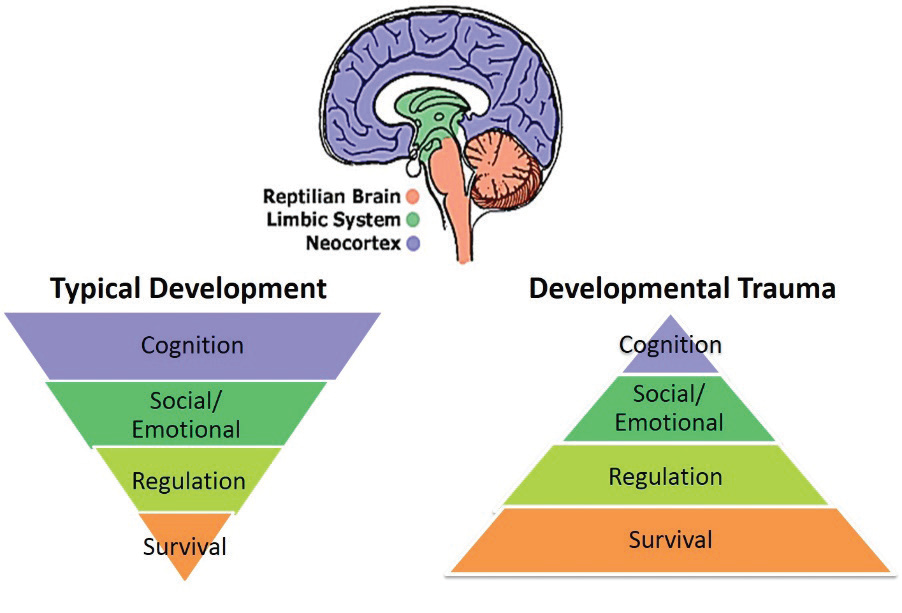 Reptilian Brain
Limbic System
Neocortex
Typical Development
Cognition
Social/
Emotional
Regulation
Survival
Developmental Trauma
Cognition
Social/
Emotional
Regulation
Survival